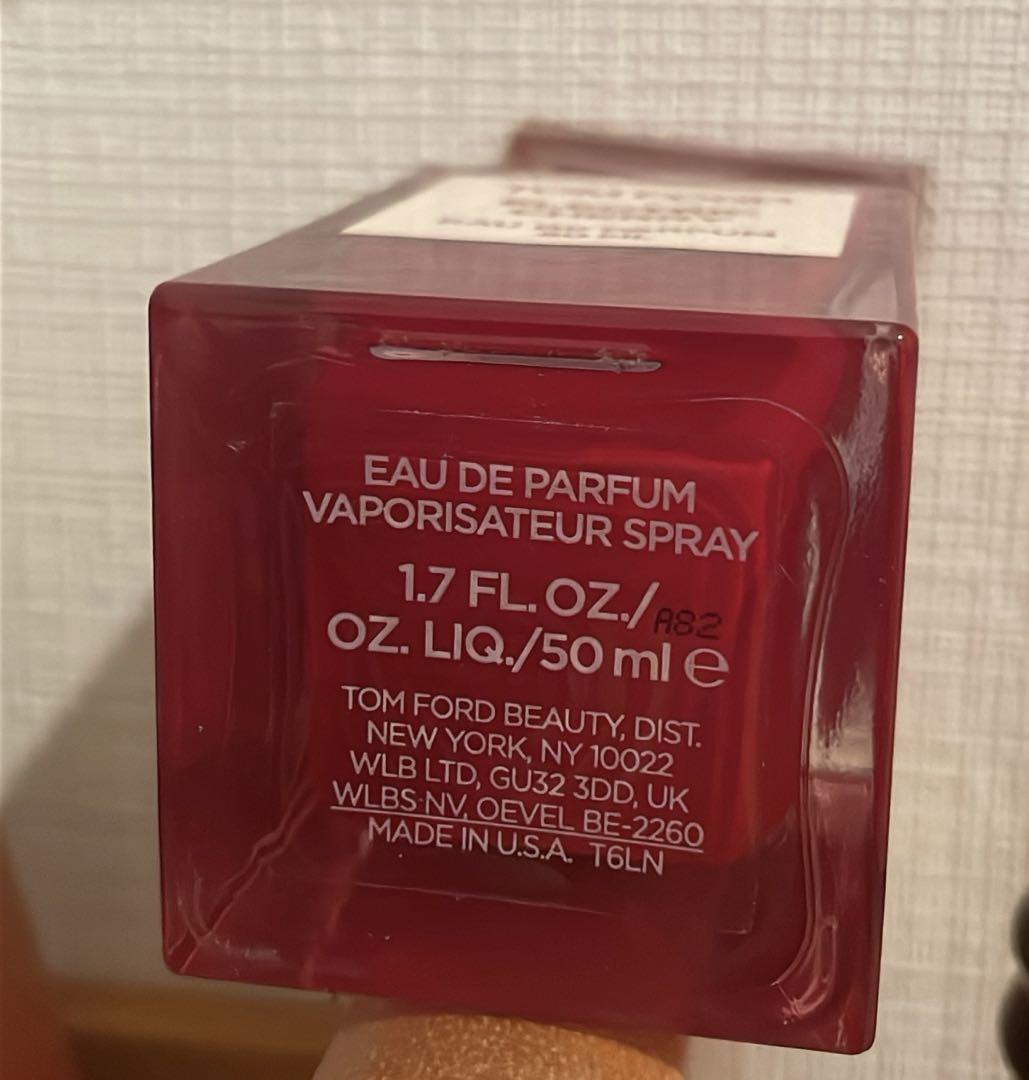 EAU DE PARFUM
VAPORISATEUR SPRAY
1.7 FL. OZ./
A82
OZ. LIQ./50 ml e
TOM FORD BEAUTY, DIST.
NEW YORK, NY 10022
WLB LTD, GU32 3DD, UK
WLBS-NV, OEVEL BE-2260
MADE IN U.S.A. T6LN